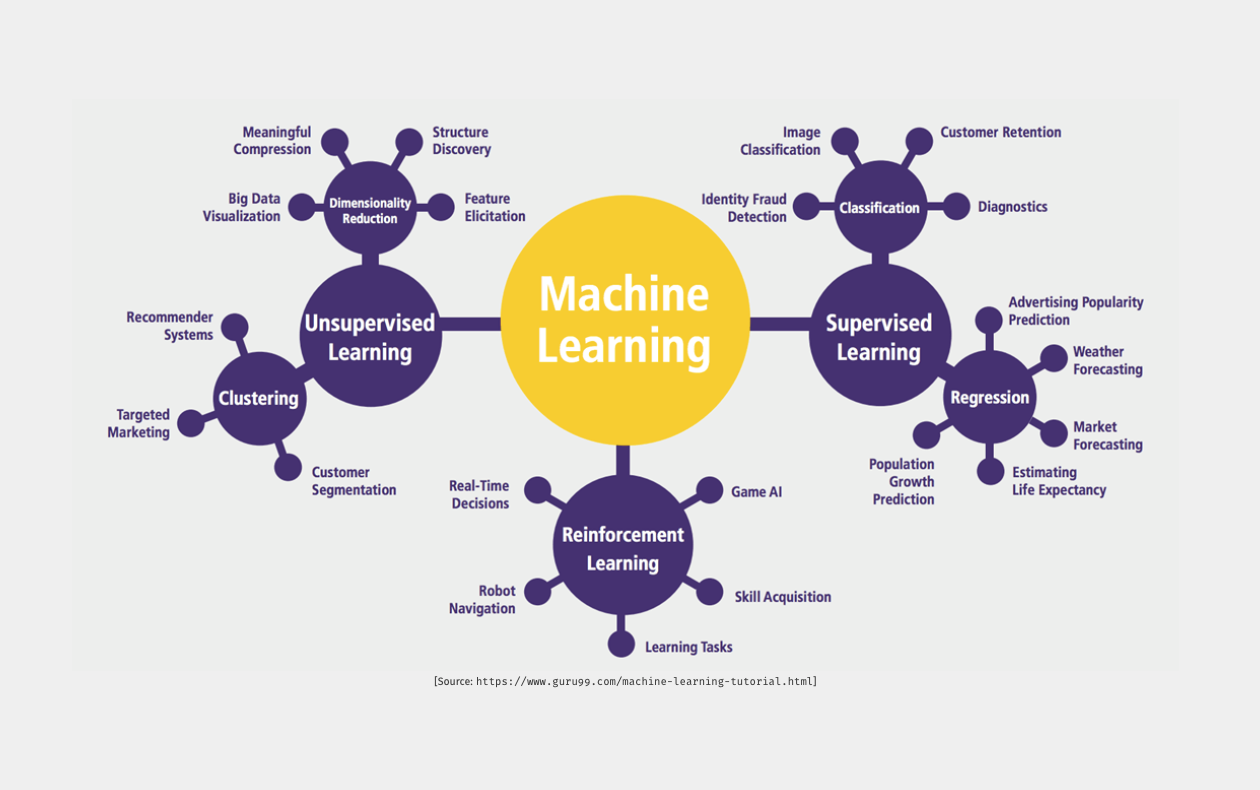 Meaningful
Compression
Structure
Discovery
Big Data
Visualization
Dimensionality
Reduction
Feature
Elicitation
Unsupervised
Learning
Recommender
Systems
Clustering
Targeted
Marketing
Customer
Segmentation
Machine
Learning
Image
Classification
Customer Retention
Identity Fraud
Detection
Classification
Diagnostics
Supervised
Learning
Advertising Popularity
Prediction
Weather
Forecasting
Regression
Market
Forecasting
Population
Growth
Prediction
Estimating
Life Expectancy
Real-Time
Decisions
Game AI
Reinforcement
Learning
Robot
Navigation
Skill Acquisition
Learning Tasks
[Source: https://www.guru99.com/machine-learning-tutorial.html]